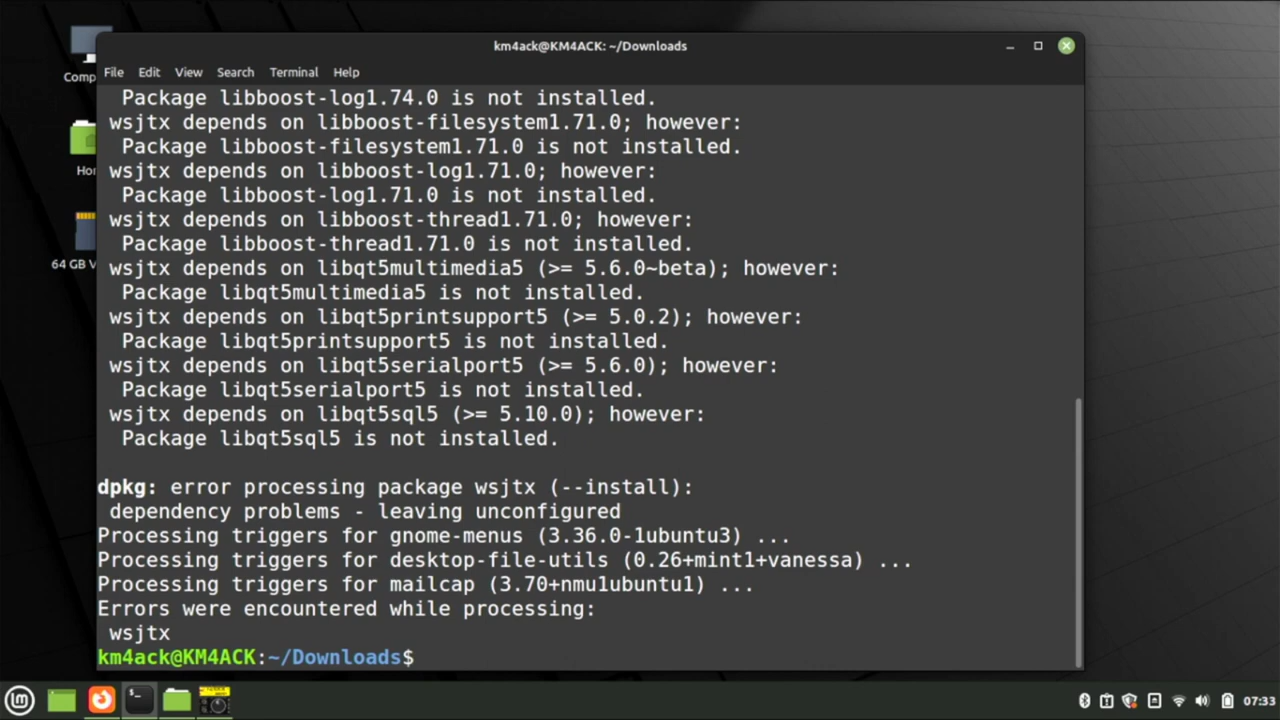 km4ack@KM4ACK: ~/Downloads
File Edit View Search Terminal Help
Package libboost-log1.74.0 is not installed.
wsjtx depends on libboost-filesystem1.71.0; however:
Package libboost-filesystem1.71.0 is not installed.
wsjtx depends on libboost-log1.71.0; however:
Package libboost-log1.71.0 is not installed.
wsjtx depends on libboost-thread1.71.0; however:
Package libboost-thread1.71.0 is not installed.
wsjtx depends on libqt5multimedia5 (>= 5.6.0~beta); however:
Package libqt5multimedia5 is not installed.
wsjtx depends on libqt5printsupport5 (>= 5.0.2); however:
Package libqt5printsupport5 is not installed.
wsjtx depends on libqt5serialport5 (>= 5.6.0); however:
Package libqt5serialport5 is not installed.
wsjtx depends on libqt5sql5 (>= 5.10.0); however:
Package libqt5sql5 is not installed.
dpkg: error processing package wsjtx (--install):
dependency problems - leaving unconfigured
Processing triggers for gnome-menus (3.36.0-1ubuntu3) ...
Processing triggers for desktop-file-utils (0.26+mint1+vanessa) ...
Processing triggers for mailcap (3.70+nmu1ubuntu1) ...
Errors were encountered while processing:
wsjtx
km4ack@KM4ACK:~/Downloads$
Comp
Hor
64 GB V
07:33